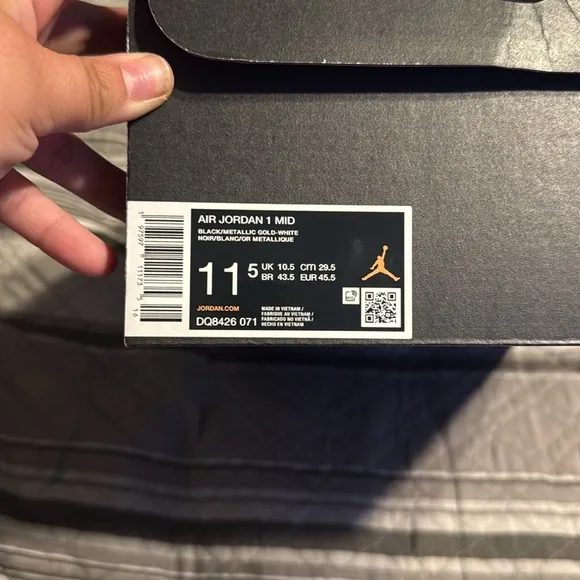 AIR JORDAN 1 MID
BLACK/METALLIC GOLD-WHITE
NOIR/BLANC/OR METALLIQUE
11 5 UK 10.5 CM 29.5
BR 43.5 EUR 45.5
JORDAN.COM
DQ8426 071
MADE IN VIETNAM /
FABRIQUE AU VIETNAM /
FABRICADO NO VIETNÃ /
HECHO EN VIETNAM